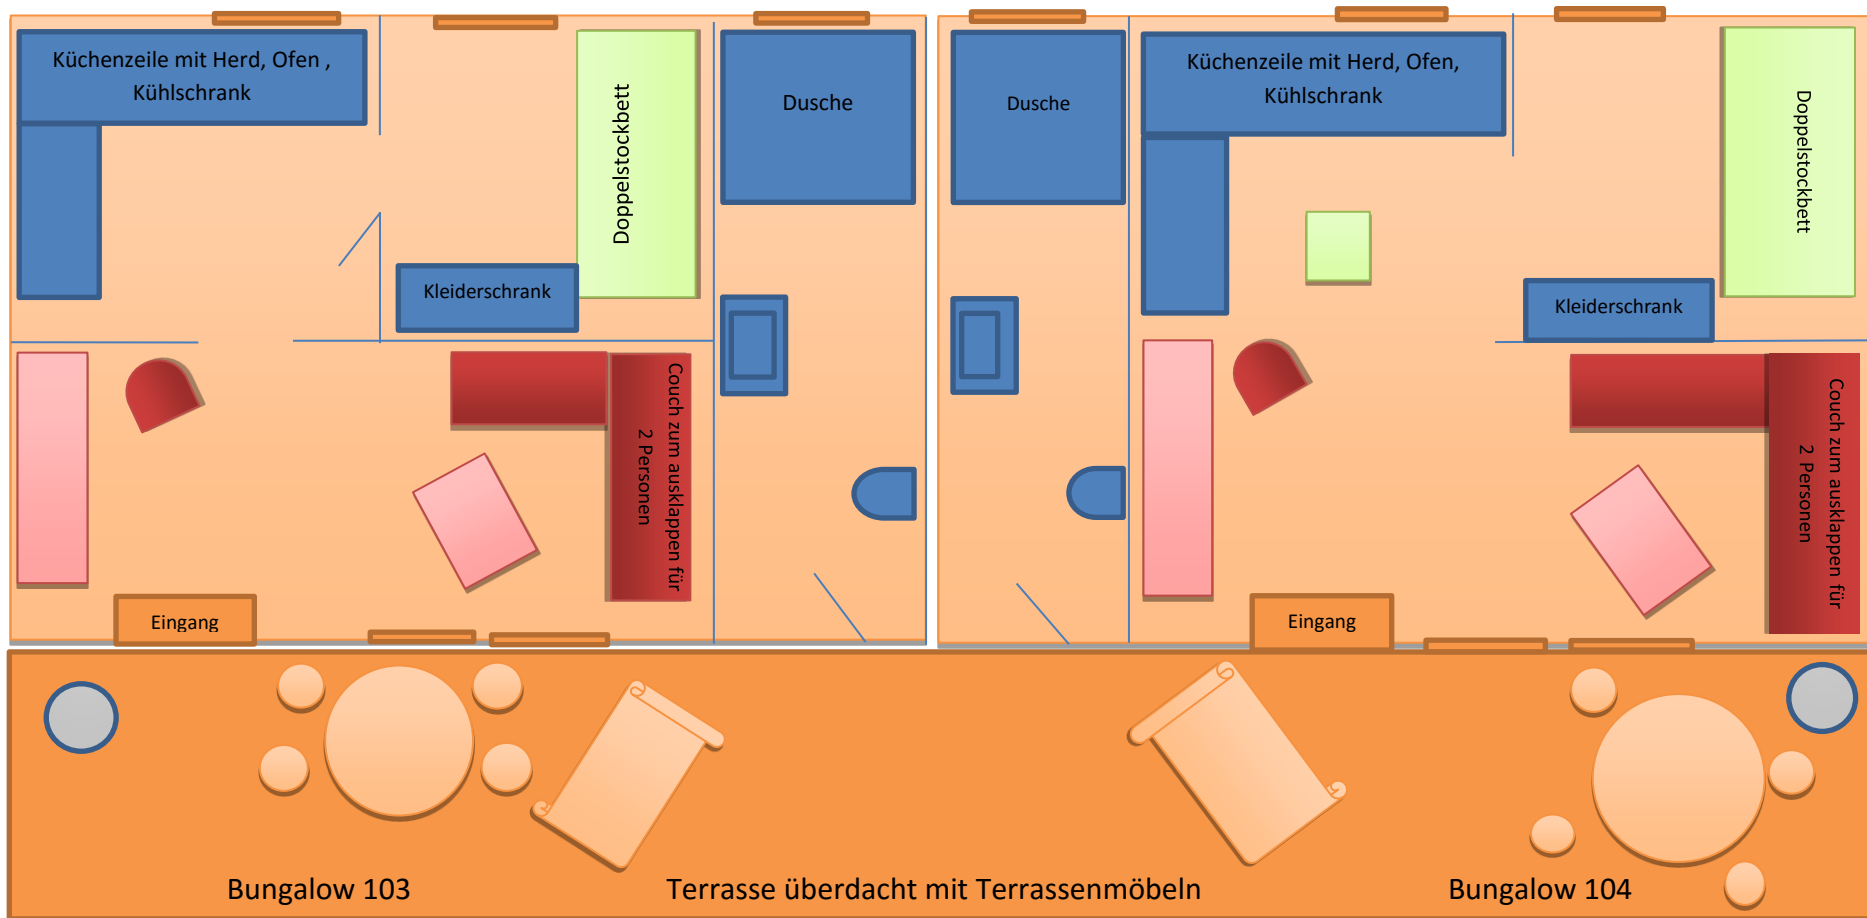 Küchenzeile mit Herd, Ofen ,
Kühlschrank
Doppelstockbett
Dusche
Kleiderschrank
Couch zum ausklappen für
2 Personen
Eingang
Dusche
Küchenzeile mit Herd, Ofen,
Kühlschrank
Doppelstockbett
Kleiderschrank
Couch zum ausklappen für
2 Personen
Eingang
Bungalow 103
Terrasse überdacht mit Terrassenmöbeln
Bungalow 104